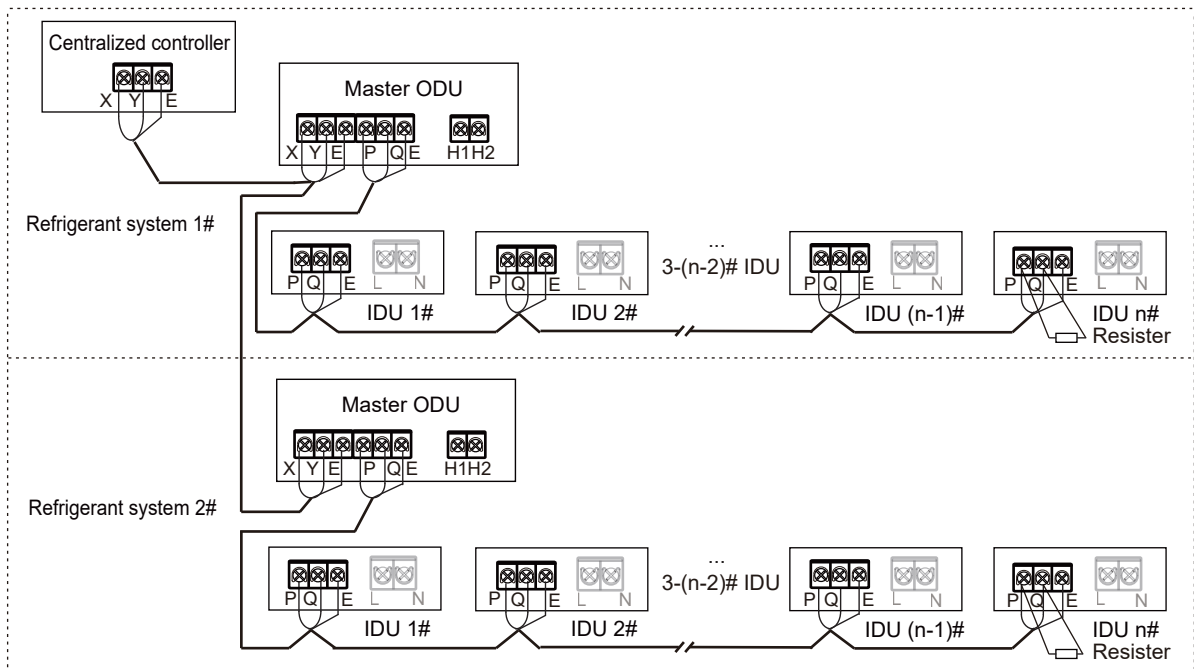 Centralized controller
X Y E
Master ODU
X Y E P Q E H1H2
Refrigerant system 1#
P Q E L N
IDU 1#
P Q E L N
IDU 2#
...
3-(n-2)# IDU
P Q E L N
IDU (n-1)#
P Q E L N
IDU n#
Resister
Master ODU
X Y E P Q E H1H2
Refrigerant system 2#
P Q E L N
IDU 1#
P Q E L N
IDU 2#
...
3-(n-2)# IDU
P Q E L N
IDU (n-1)#
P Q E L N
IDU n#
Resister